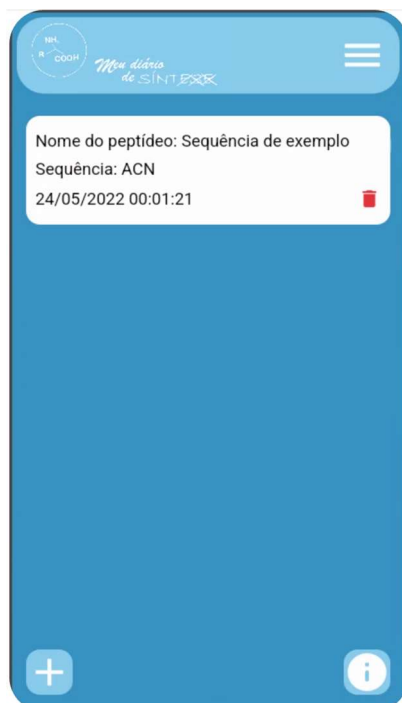 NH₂
R COOH
Meu diário
de SÍNTESE
Nome do peptídeo: Sequência de exemplo
Sequência: ACN
24/05/2022 00:01:21